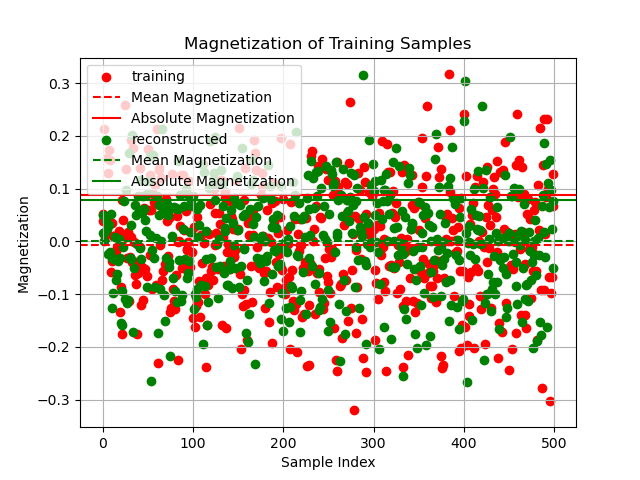 Magnetization of Training Samples
training
Mean Magnetization
Absolute Magnetization
reconstructed
Mean Magnetization
Absolute Magnetization
0.3
0.2
0.1
0.0
−0.1
−0.2
−0.3
Magnetization
0 100 200 300 400 500
Sample Index